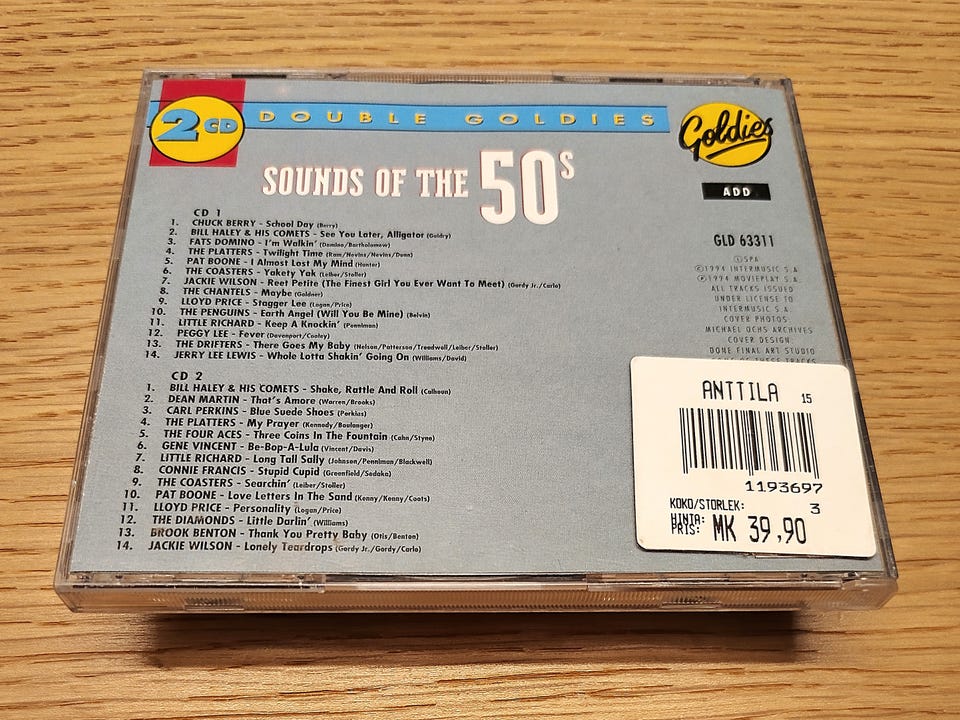 2 CD
DOUBLE GOLDIES
Goldies
SOUNDS OF THE 50s
ADD
GLD 63311
CD 1
1. CHUCK BERRY - School Day (Berry)
2. BILL HALEY & HIS COMETS - See You Later, Alligator (Guidry)
3. FATS DOMINO - I'm Walkin' (Domino/Bartholomew)
4. THE PLATTERS - Twilight Time (Ram/Nevins/Nevins/Dunn)
5. PAT BOONE - I Almost Lost My Mind (Hunter)
6. THE COASTERS - Yakety Yak (Leiber/Stoller)
7. JACKIE WILSON - Reet Petite (The Finest Girl You Ever Want To Meet) (Gordy Jr./Carlo)
8. THE CHANTELS - Maybe (Goldner)
9. LLOYD PRICE - Stagger Lee (Logan/Price)
10. THE PENGUINS - Earth Angel (Will You Be Mine) (Belvin)
11. LITTLE RICHARD - Keep A Knockin' (Penniman)
12. PEGGY LEE - Fever (Davenport/Cooley)
13. THE DRIFTERS - There Goes My Baby (Nelson/Patterson/Treadwell/Leiber/Stoller)
14. JERRY LEE LEWIS - Whole Lotta Shakin' Going On (Williams/David)
CD 2
1. BILL HALEY & HIS COMETS - Shake, Rattle And Roll (Calhoun)
2. DEAN MARTIN - That's Amore (Warren/Brooks)
3. CARL PERKINS - Blue Suede Shoes (Perkins)
4. THE PLATTERS - My Prayer (Kennedy/Boulanger)
5. THE FOUR ACES - Three Coins In The Fountain (Cahn/Styne)
6. GENE VINCENT - Be-Bop-A-Lula (Vincent/Davis)
7. LITTLE RICHARD - Long Tall Sally (Johnson/Penniman/Blackwell)
8. CONNIE FRANCIS - Stupid Cupid (Greenfield/Sedaka)
9. THE COASTERS - Searchin' (Leiber/Stoller)
10. PAT BOONE - Love Letters In The Sand (Kenny/Kenny/Coots)
11. LLOYD PRICE - Personality (Logan/Price)
12. THE DIAMONDS - Little Darlin' (Williams)
13. BROOK BENTON - Thank You Pretty Baby (Otis/Benton)
14. JACKIE WILSON - Lonely Teardrops (Gordy Jr./Gordy/Carlo)
SPA
© 1994 INTERMUSIC S.A.
℗ 1994 MOVIEPLAY S.A.
ALL TRACKS ISSUED
UNDER LICENSE TO
INTERMUSIC S.A.
COVER PHOTOS:
MICHAEL OCHS ARCHIVES
COVER DESIGN:
DONE FINAL ART STUDIO
SOME OF THESE TRACKS
ANTTILA 15
1193697
KOKO/STORLEK: 3
HINTA:
PRIS: MK 39,90